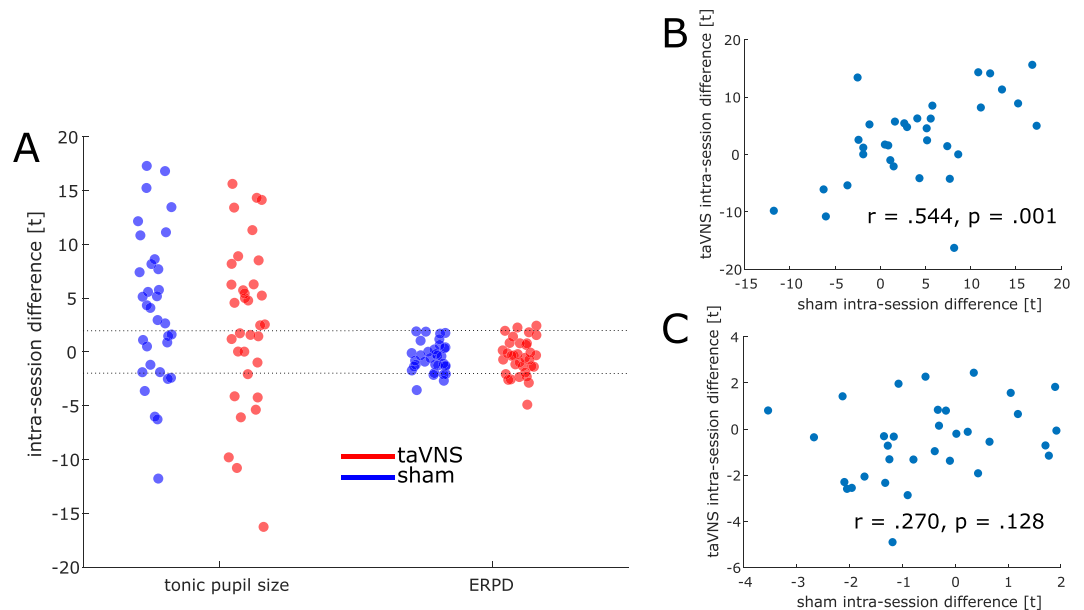 A
intra-session difference [t]
20
15
10
5
0
-5
-10
-15
-20
tonic pupil size
ERPD
taVNS
sham
B
taVNS intra-session difference [t]
20
10
0
-10
-20
-15
-10
-5
0
5
10
15
20
r = .544, p = .001
sham intra-session difference [t]
C
taVNS intra-session difference [t]
4
2
0
-2
-4
-6
-4
-3
-2
-1
0
1
2
r = .270, p = .128
sham intra-session difference [t]